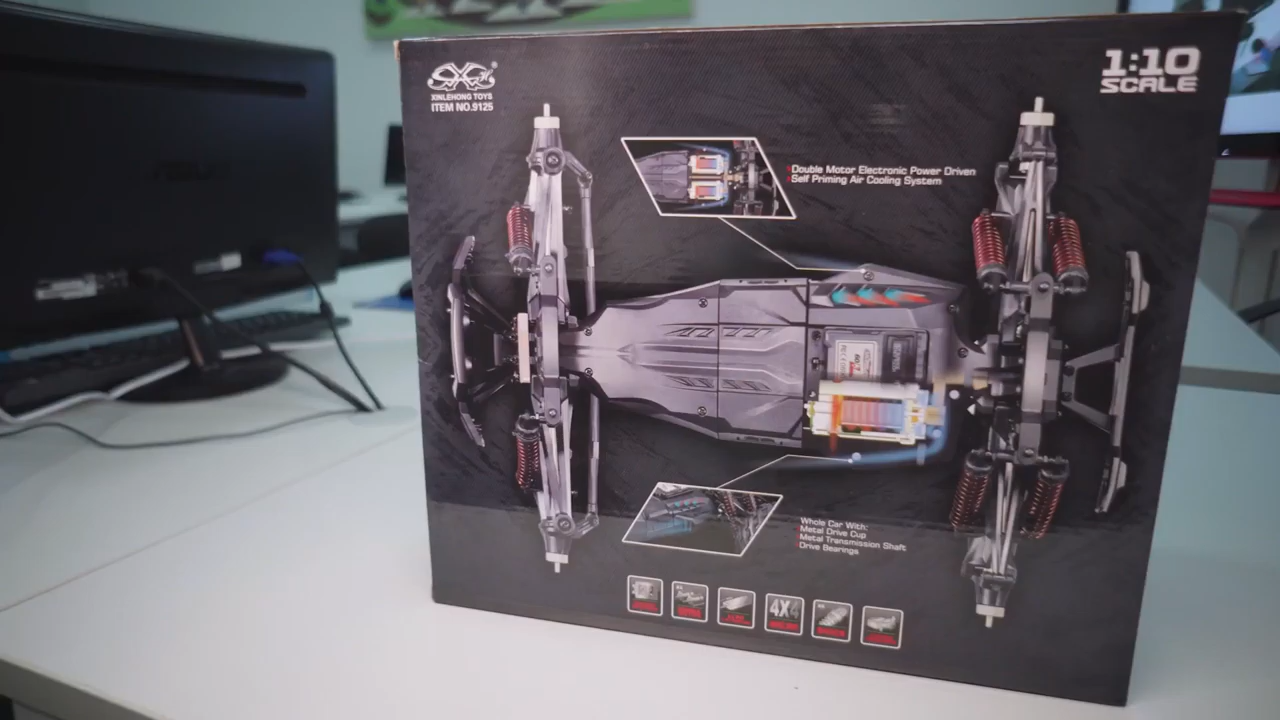 XINLEHONG TOYS
ITEM NO.9125
1:10
SCALE
Double Motor Electronic Power Driven
Self Priming Air Cooling System
Whole Car With:
Metal Drive Cup
Metal Transmission Shaft
Drive Bearings
4X4